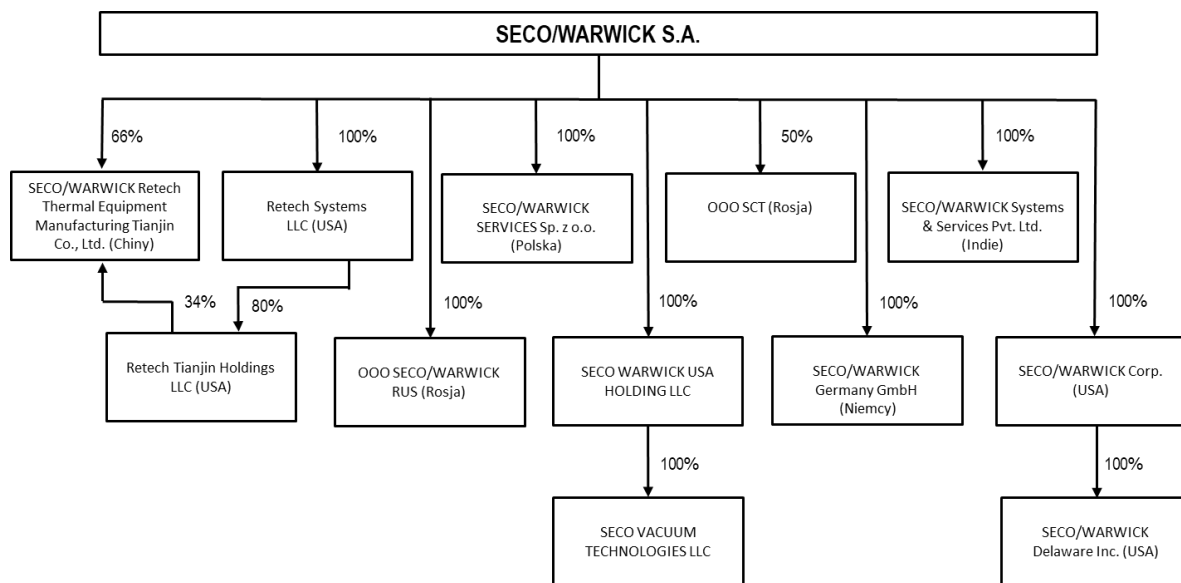 SECO/WARWICK S.A.
66%
100%
100%
50%
100%
SECO/WARWICK Retech
Thermal Equipment
Manufacturing Tianjin
Co., Ltd. (Chiny)
Retech Systems
LLC (USA)
SECO/WARWICK
SERVICES Sp. z o.o.
(Polska)
OOO SCT (Rosja)
SECO/WARWICK Systems
& Services Pvt. Ltd.
(Indie)
34%
80%
100%
100%
100%
100%
Retech Tianjin Holdings
LLC (USA)
OOO SECO/WARWICK
RUS (Rosja)
SECO WARWICK USA
HOLDING LLC
SECO/WARWICK
Germany GmbH
(Niemcy)
SECO/WARWICK Corp.
(USA)
100%
100%
SECO VACUUM
TECHNOLOGIES LLC
SECO/WARWICK
Delaware Inc. (USA)